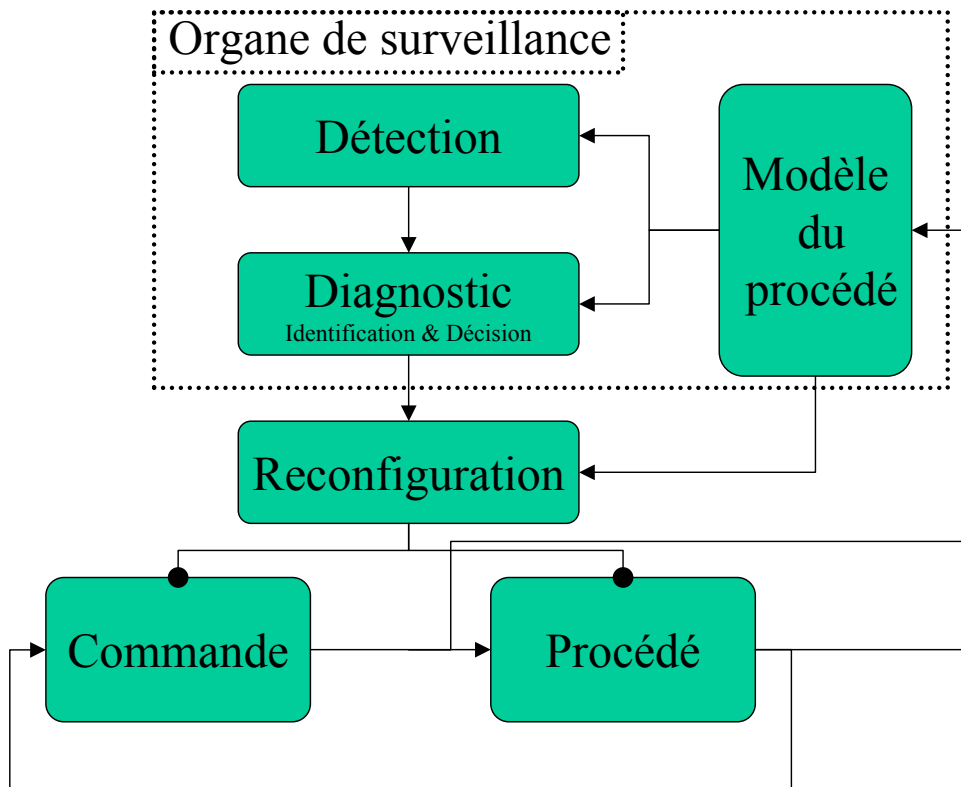 Organe de surveillance
Détection
Modèle
du
procédé
Diagnostic
Identification & Décision
Reconfiguration
Commande
Procédé